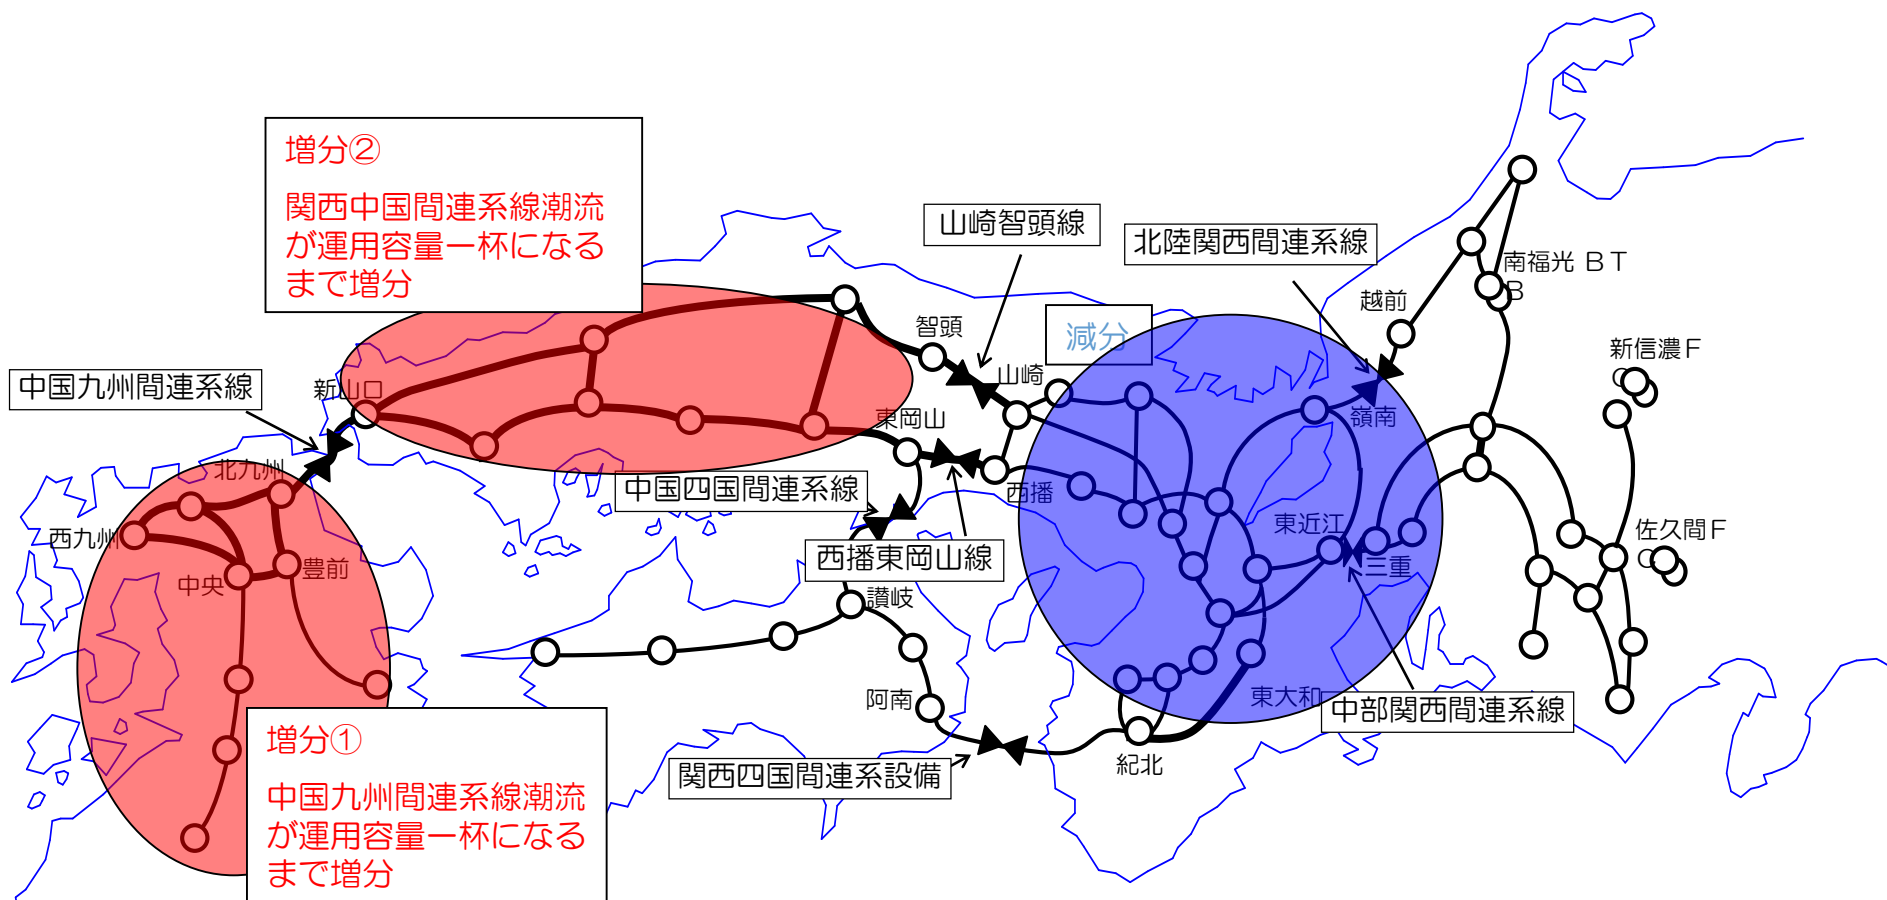 増分②
関西中国間連系線潮流
が運用容量一杯になる
まで増分
山崎智頭線
北陸関西間連系線
南福光ＢＴ
B
越前
智頭
減分
新信濃Ｆ
C
中国九州間連系線
新山口
山崎
嶺南
東岡山
北九州
中国四国間連系線
西播
西九州
東近江
佐久間Ｆ
C
西播東岡山線
三重
中央
豊前
讃岐
阿南
東大和
中部関西間連系線
増分①
中国九州間連系線潮流
が運用容量一杯になる
まで増分
関西四国間連系設備
紀北